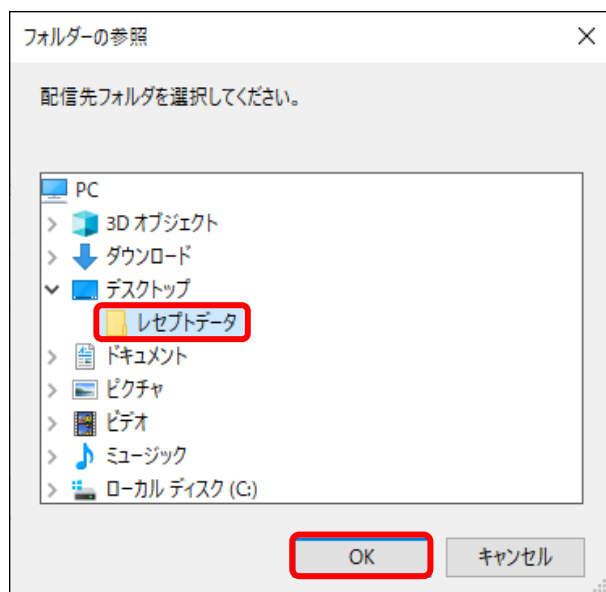 フォルダーの参照
配信先フォルダを選択してください。
PC
3D オブジェクト
ダウンロード
デスクトップ
レセプトデータ
ドキュメント
ピクチャ
ビデオ
ミュージック
ローカル ディスク (C:)
OK
キャンセル